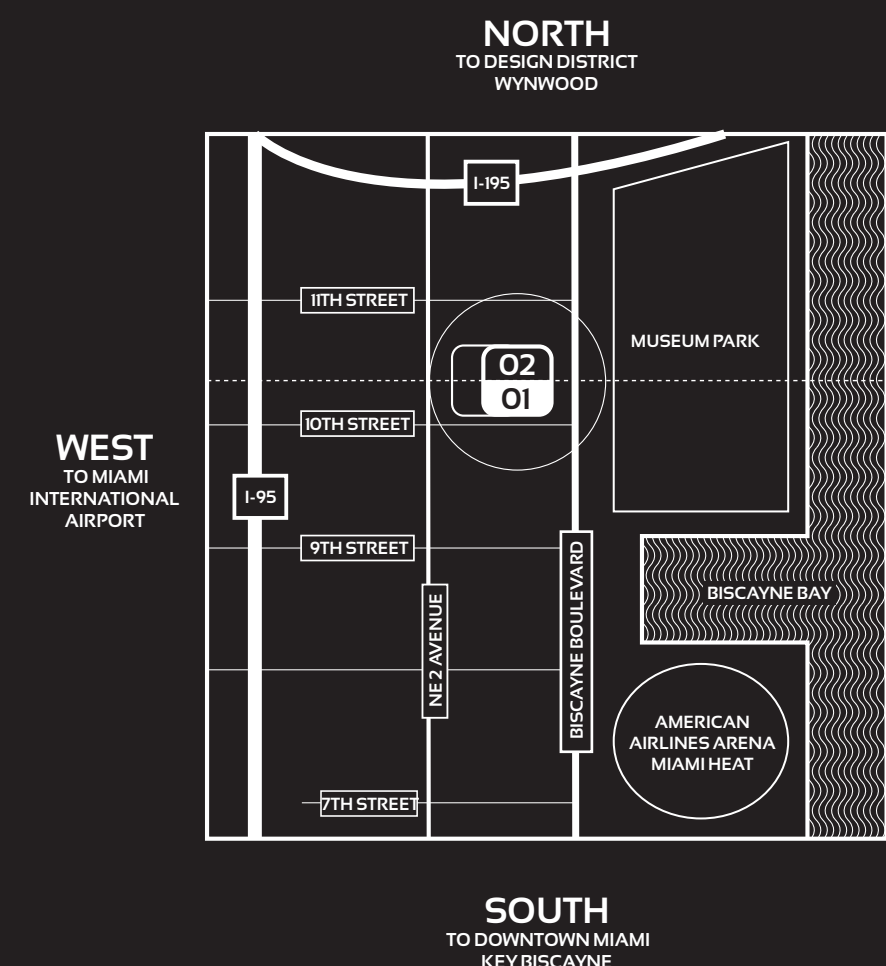 NORTH
TO DESIGN DISTRICT
WYNWOOD
I-195
11TH STREET
MUSEUM PARK
02
01
10TH STREET
WEST
TO MIAMI
INTERNATIONAL
AIRPORT
I-95
9TH STREET
BISCAYNE BOULEVARD
BISCAYNE BAY
NE 2 AVENUE
AMERICAN
AIRLINES ARENA
MIAMI HEAT
7TH STREET
SOUTH
TO DOWNTOWN MIAMI
KEY BISCAYNE